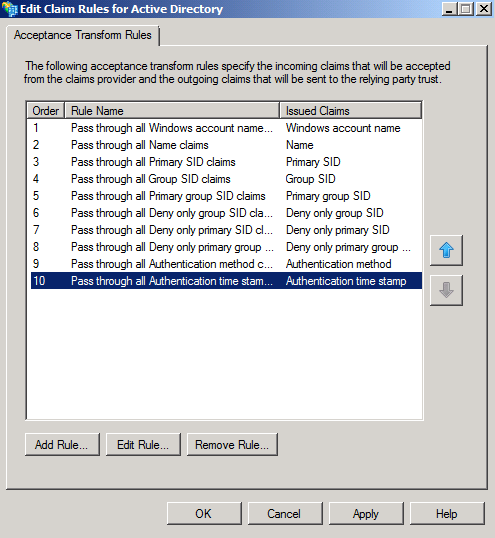 Edit Claim Rules for Active Directory
Acceptance Transform Rules
The following acceptance transform rules specify the incoming claims that will be accepted
from the claims provider and the outgoing claims that will be sent to the relying party trust.
Order Rule Name Issued Claims
1 Pass through all Windows account name... Windows account name
2 Pass through all Name claims Name
3 Pass through all Primary SID claims Primary SID
4 Pass through all Group SID claims Group SID
5 Pass through all Primary group SID claims Primary group SID
6 Pass through all Deny only group SID cla... Deny only group SID
7 Pass through all Deny only primary SID cl... Deny only primary SID
8 Pass through all Deny only primary group ... Deny only primary group ...
9 Pass through all Authentication method c... Authentication method
10 Pass through all Authentication time stam... Authentication time stamp
Add Rule... Edit Rule... Remove Rule...
OK Cancel Apply Help